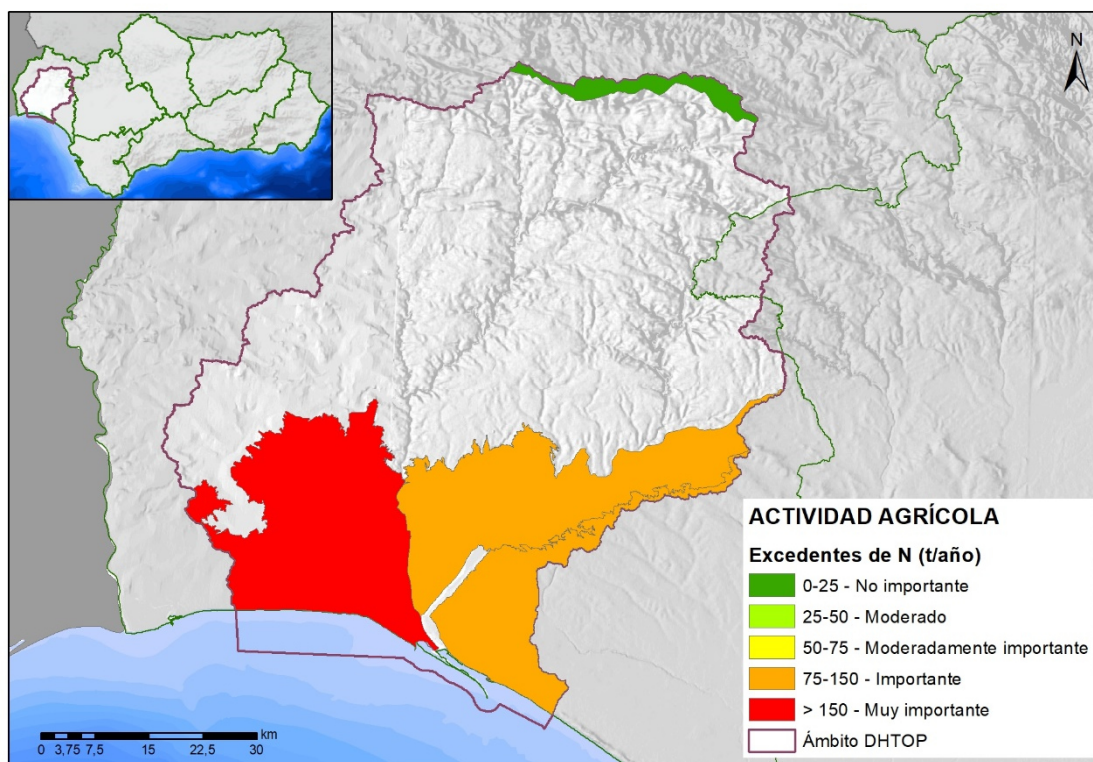 N
ACTIVIDAD AGRÍCOLA
Excedentes de N (t/año)
0-25 - No importante
25-50 - Moderado
50-75 - Moderadamente importante
75-150 - Importante
> 150 - Muy importante
Ámbito DHTOP
km
0 3,75 7,5 15 22,5 30